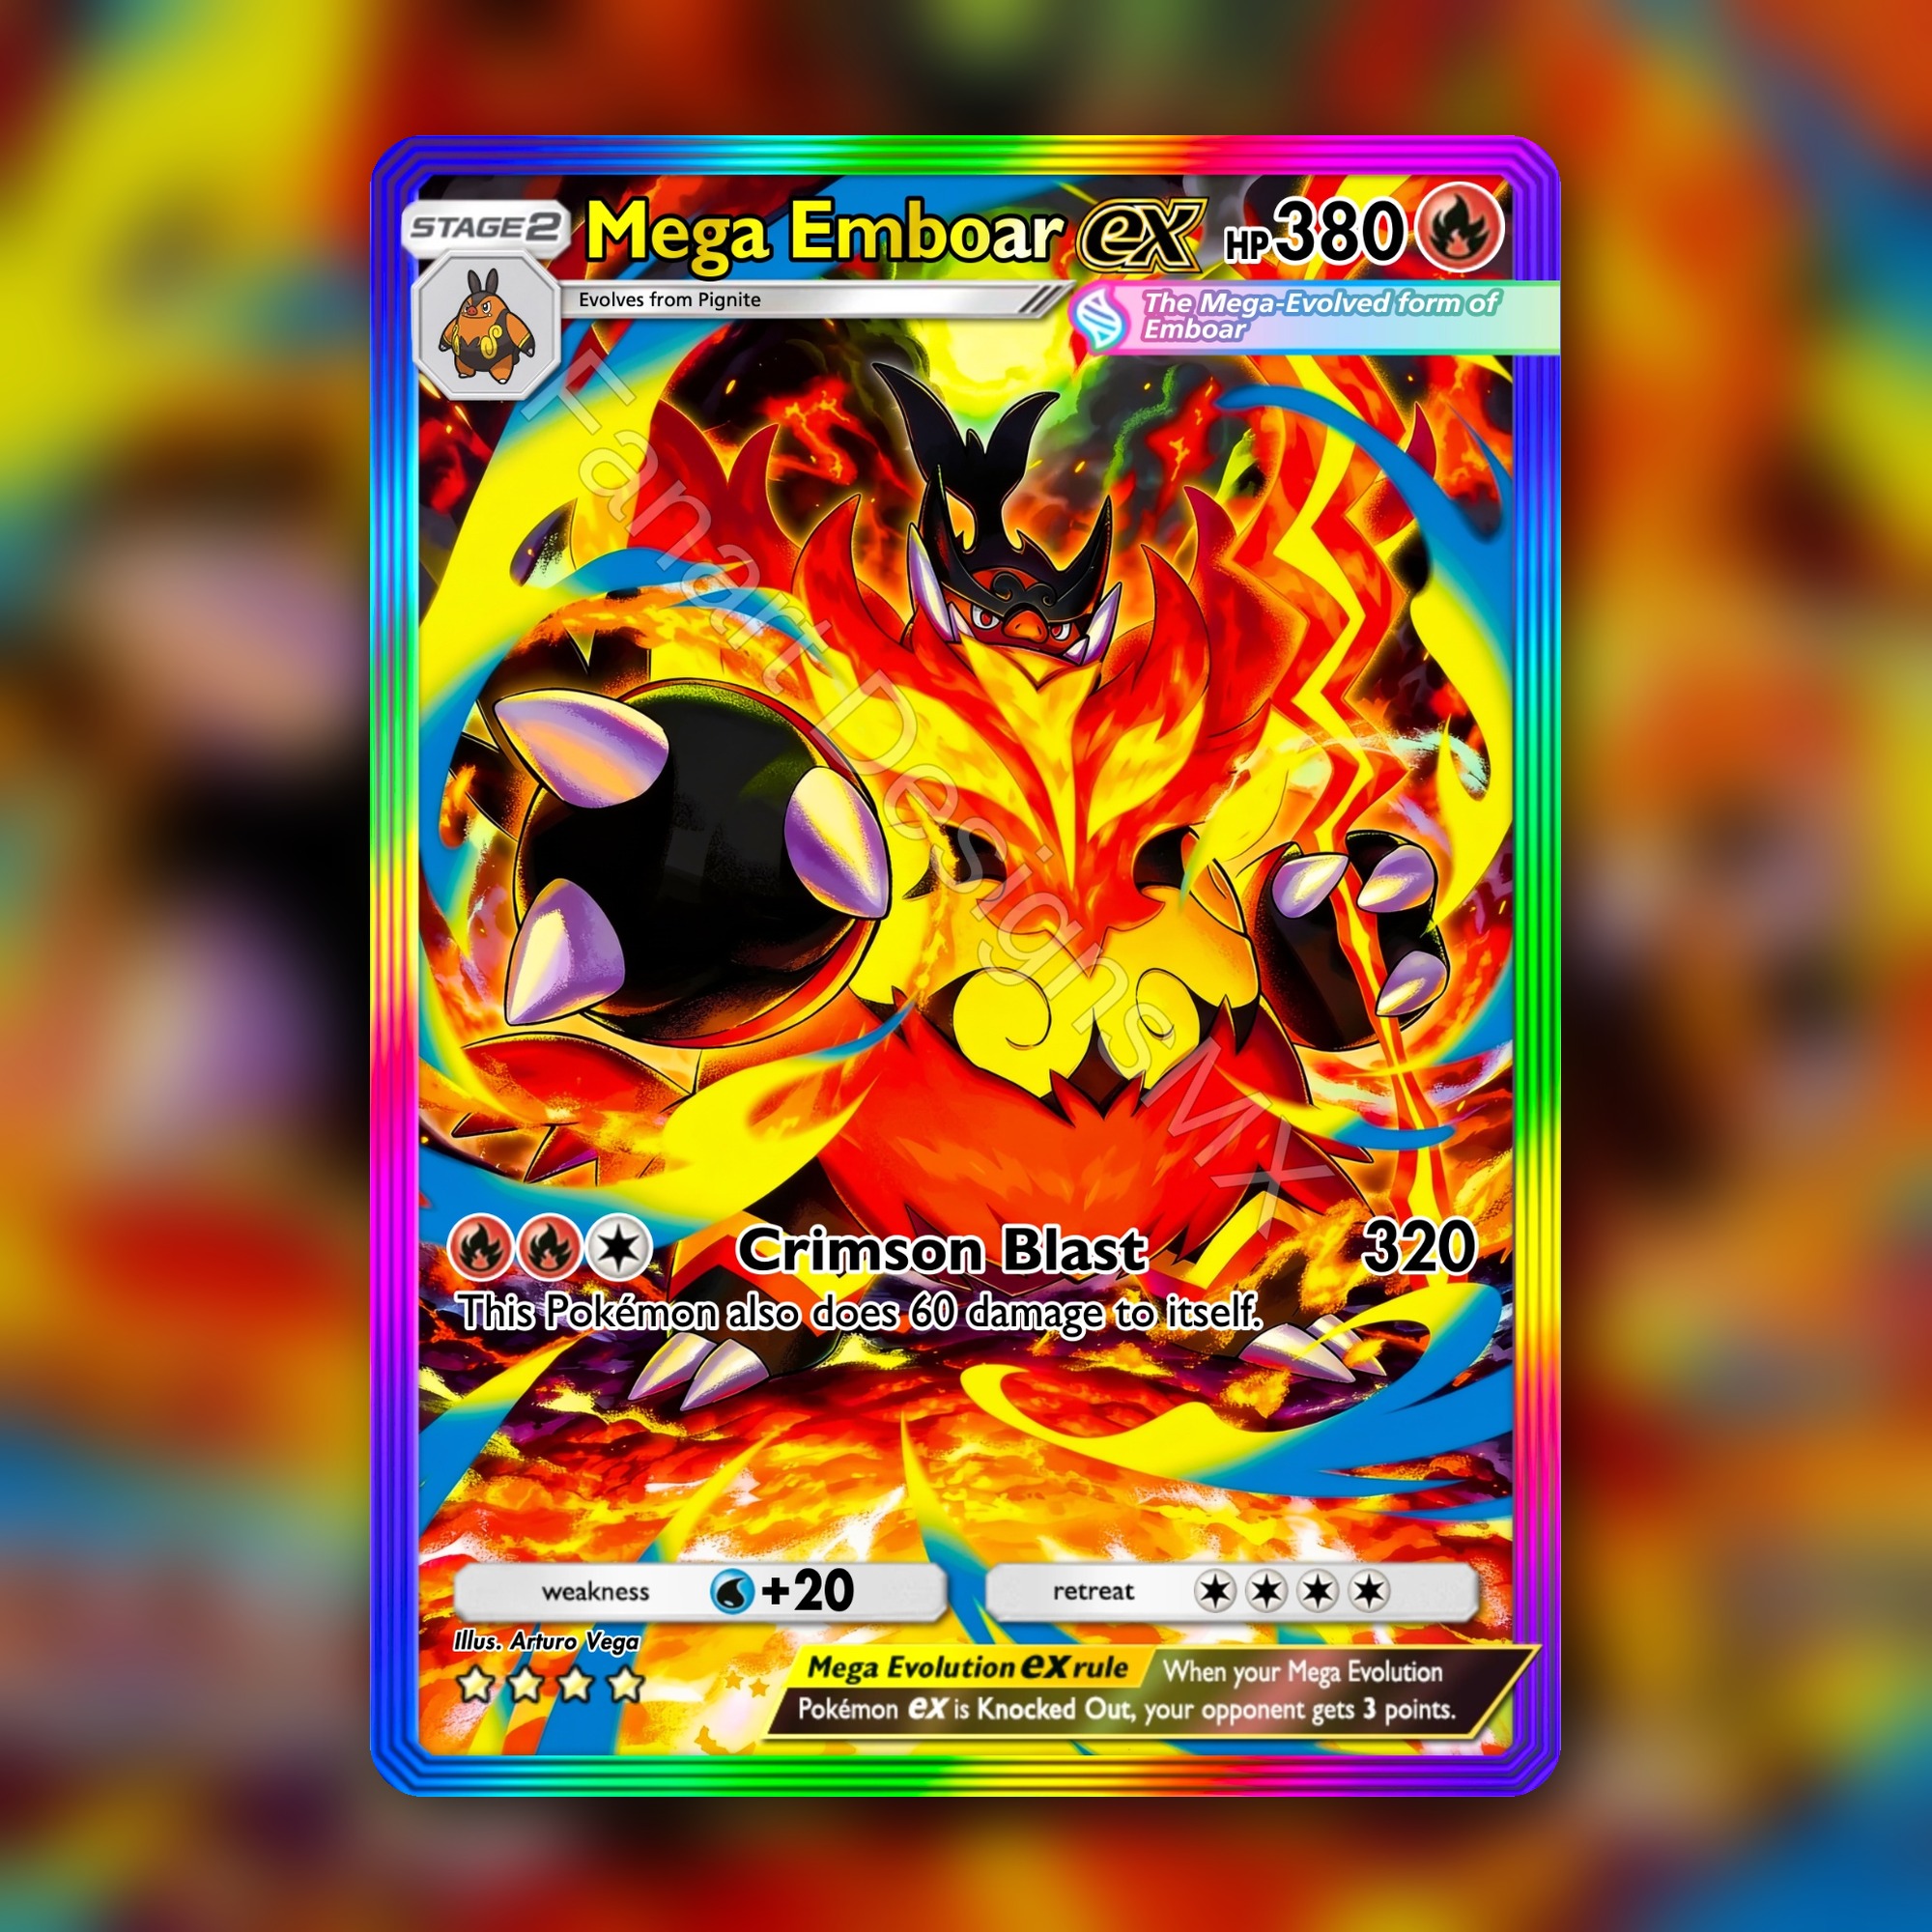 STAGE2 Mega Emboar ex HP380
Evolves from Pignite
The Mega-Evolved form of
Emboar
Fanart DesignsMX
Crimson Blast 320
This Pokémon also does 60 damage to itself.
weakness +20 retreat
Illus. Arturo Vega
Mega Evolution ex rule When your Mega Evolution
Pokémon ex is Knocked Out, your opponent gets 3 points.